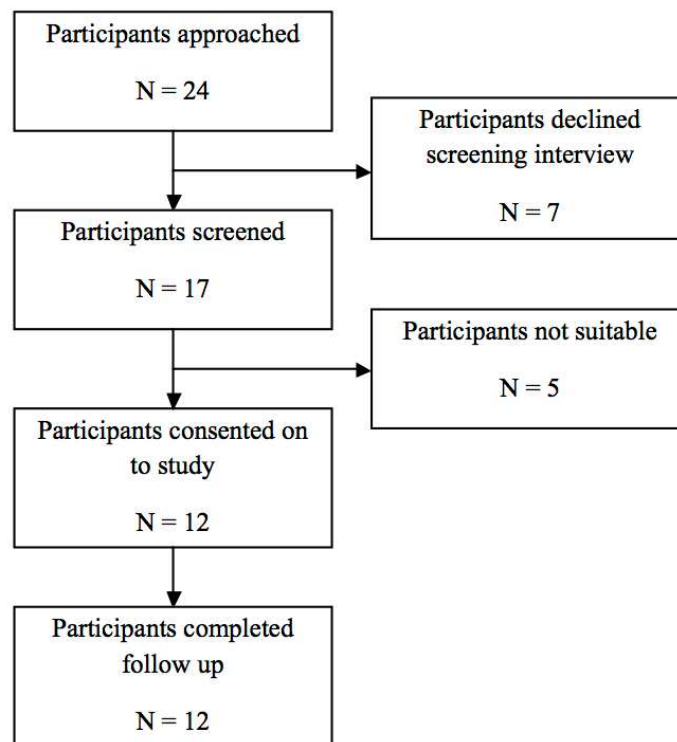 Participants approached
N = 24
Participants declined
screening interview
N = 7
Participants screened
N = 17
Participants not suitable
N = 5
Participants consented on
to study
N = 12
Participants completed
follow up
N = 12